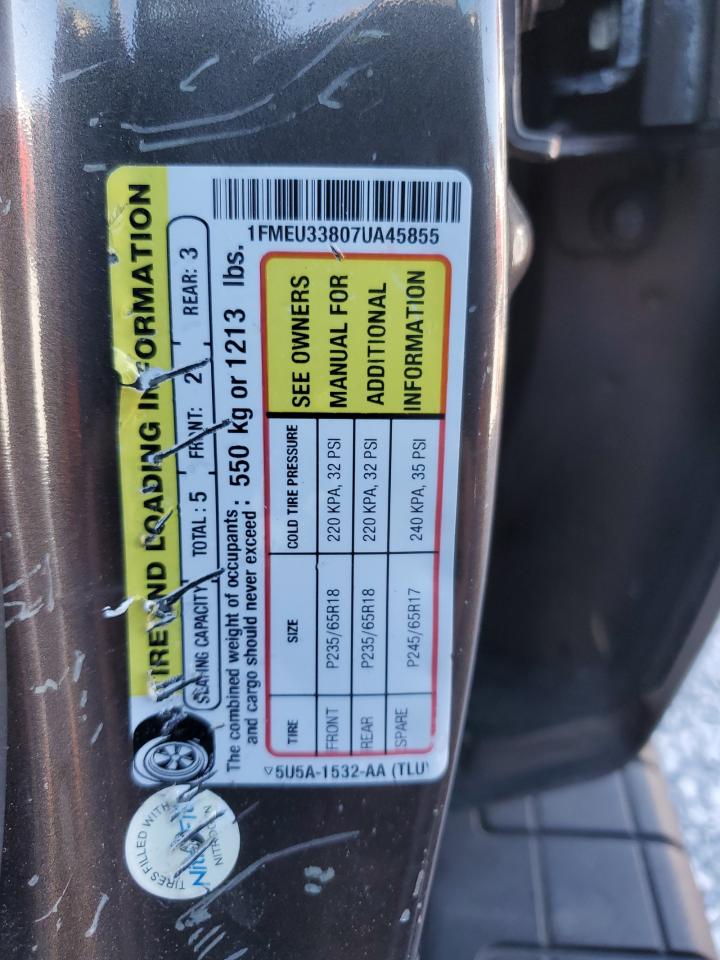 TIRE AND LOADING INFORMATION
SEATING CAPACITY TOTAL : 5 FRONT: 2 REAR: 3
The combined weight of occupants and cargo should never exceed : 550 kg or 1213 lbs.
1FMEU33807UA45855
TIRE SIZE COLD TIRE PRESSURE
FRONT P235/65R18 220 KPA, 32 PSI
REAR P235/65R18 220 KPA, 32 PSI
SPARE P245/65R17 240 KPA, 35 PSI
SEE OWNERS
MANUAL FOR
ADDITIONAL
INFORMATION
5U5A-1532-AA (TLU)
TIRES FILLED WITH
NITROGEN